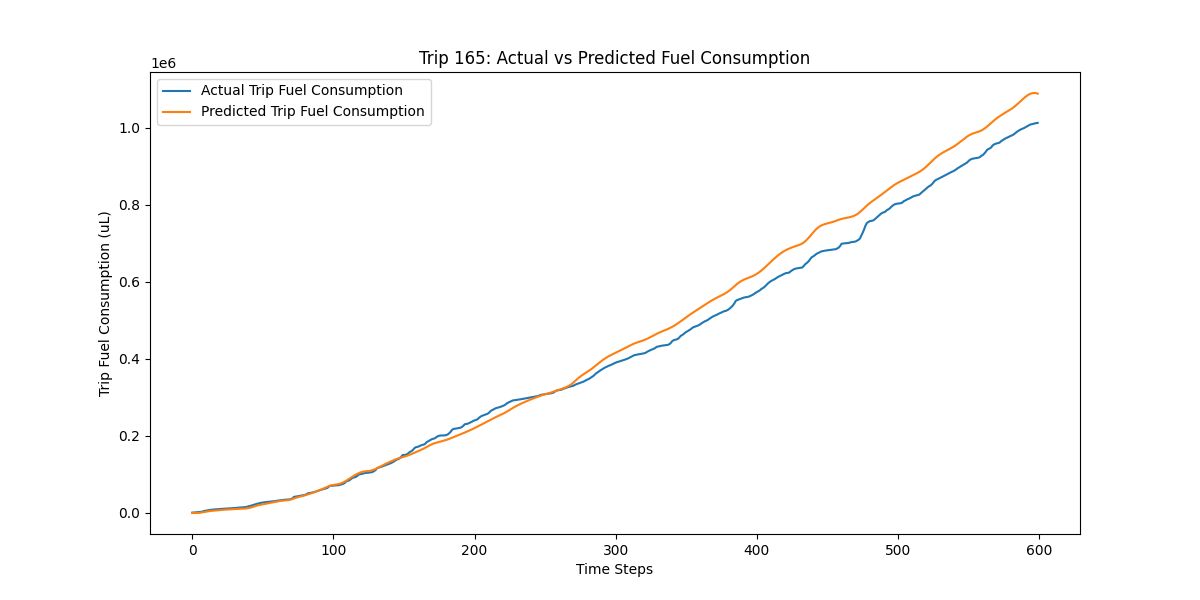 Trip 165: Actual vs Predicted Fuel Consumption
1e6
Actual Trip Fuel Consumption
Predicted Trip Fuel Consumption
1.0
0.8
0.6
0.4
0.2
0.0
Trip Fuel Consumption (uL)
0 100 200 300 400 500 600
Time Steps